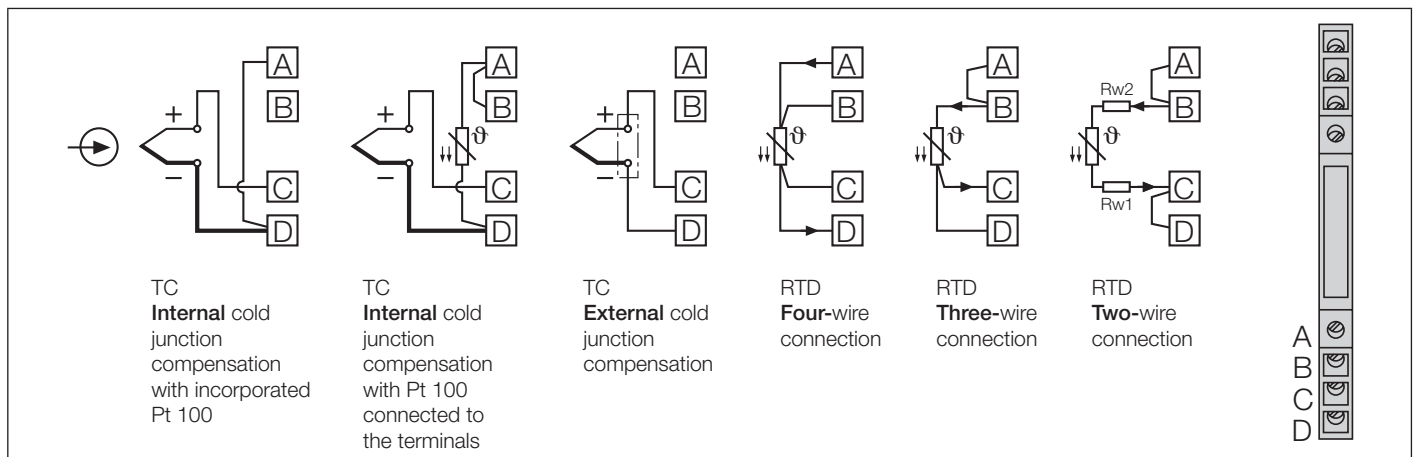 A
B
C
D
+
–
TC
Internal cold
junction
compensation
with incorporated
Pt 100
A
B
C
D
+
–
ϑ
TC
Internal cold
junction
compensation
with Pt 100
connected to
the terminals
A
B
C
D
+
–
TC
External cold
junction
compensation
A
B
C
D
ϑ
RTD
Four-wire
connection
A
B
C
D
ϑ
RTD
Three-wire
connection
A
B
C
D
Rw2
ϑ
Rw1
RTD
Two-wire
connection
A
B
C
D